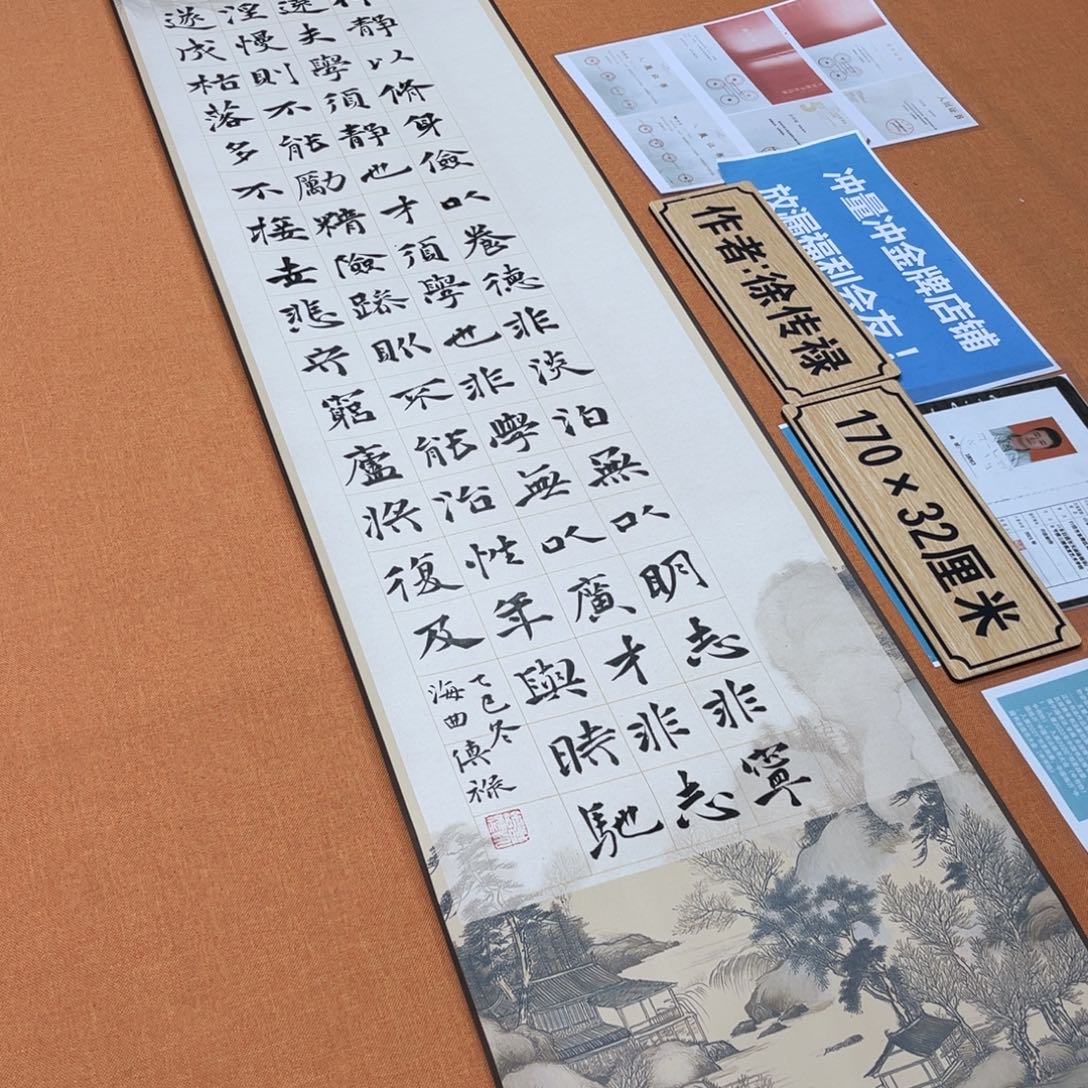 靜以脩身儉以養德非淡泊無以明志非寧
遠夫學須靜也才須學也非學無以廣才非志
淫慢則不能勵精險躁則不能治性年與時馳
遂成枯落多不接世悲守窮廬將復及
乙巳冬
海曲傳祿
冲量冲金牌店铺
放漏福利会友！
作者:徐传禄
170×32厘米